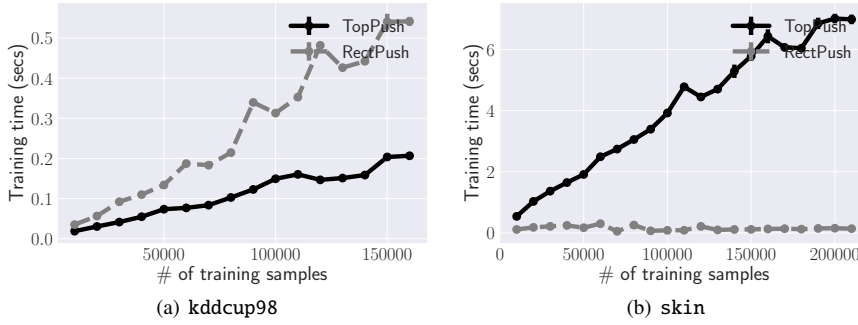 TopPush
RectPush
Training time (secs)
0.5
0.4
0.3
0.2
0.1
0.0
50000 100000 150000
# of training samples
(a) kddcup98
TopPush
RectPush
Training time (secs)
6
4
2
0
0 50000 100000 150000 200000
# of training samples
(b) skin